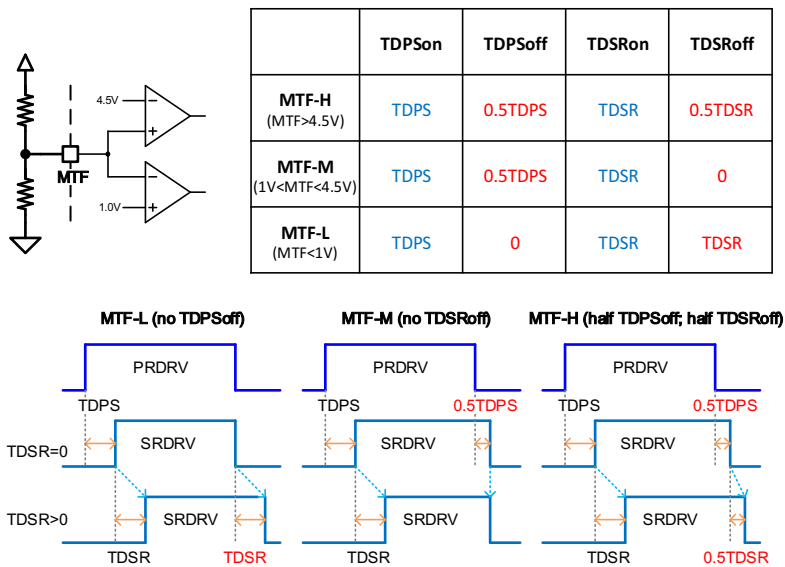 4.5V
MTF
1.0V
TDPSon TDPSoff TDSRon TDSRoff
MTF-H
(MTF>4.5V)
TDPS 0.5TDPS TDSR 0.5TDSR
MTF-M
(1V<MTF<4.5V)
TDPS 0.5TDPS TDSR 0
MTF-L
(MTF<1V)
TDPS 0 TDSR TDSR
MTF-L (no TDPSoff) MTF-M (no TDSRoff) MTF-H (half TDPSoff; half TDSRoff)
PRDRV PRDRV PRDRV
TDPS TDPS 0.5TDPS TDPS 0.5TDPS
TDSR=0 SRDRV SRDRV SRDRV
TDSR>0 SRDRV SRDRV SRDRV
TDSR TDSR TDSR TDSR 0.5TDSR